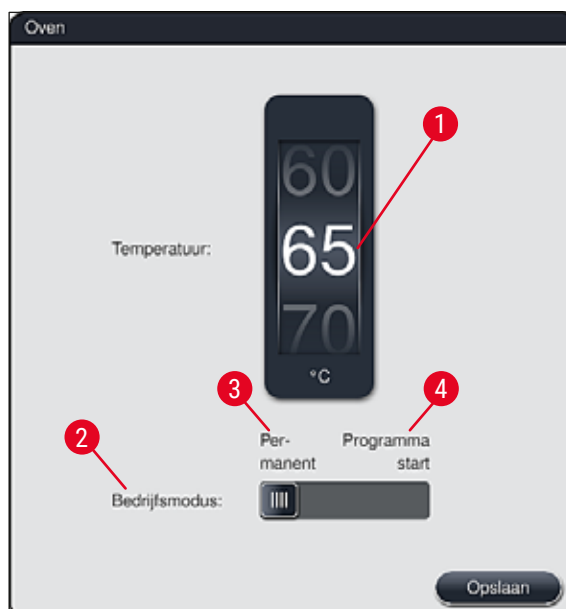 Oven
1
60
Temperatuur:
65
70
°C
3
4
2
Per-
manent
Programma
start
Bedrijfsmodus:
Opslaan